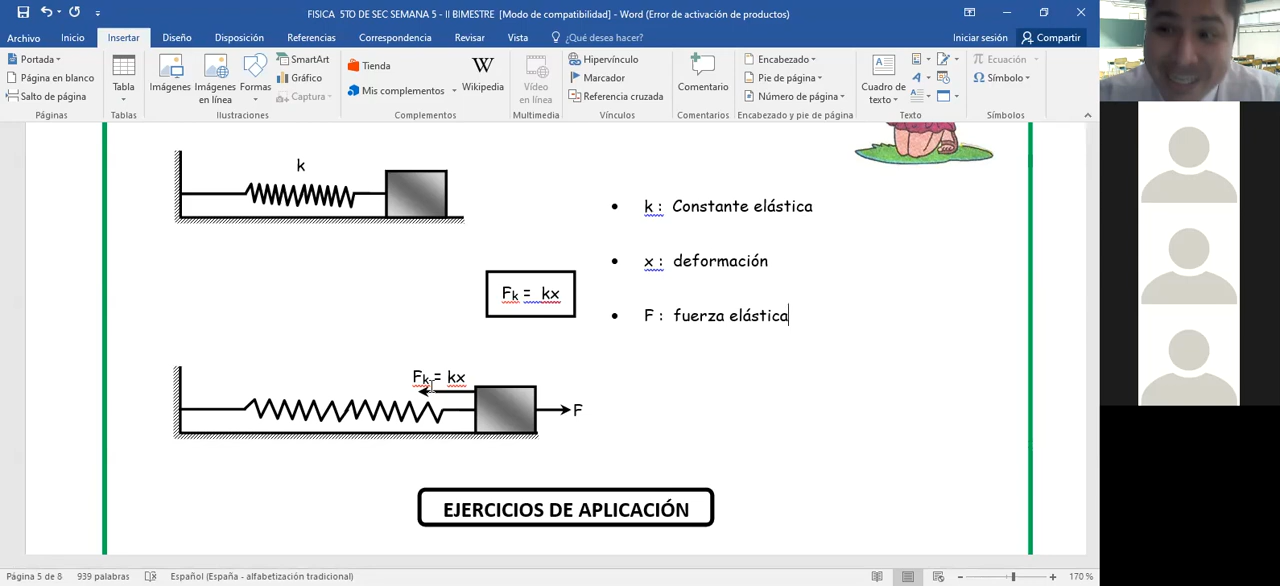 FISICA 5TO DE SEC SEMANA 5 - II BIMESTRE [Modo de compatibilidad] - Word (Error de activación de productos)
Archivo Inicio Insertar Diseño Disposición Referencias Correspondencia Revisar Vista ¿Qué desea hacer? Iniciar sesión Compartir
Portada
Página en blanco
Salto de página
Páginas
Tabla
Tablas
Imágenes
Imágenes en línea
Formas
SmartArt
Gráfico
Captura
Ilustraciones
Tienda
Mis complementos
Wikipedia
Complementos
Vídeo en línea
Multimedia
Hipervínculo
Marcador
Referencia cruzada
Vínculos
Comentario
Comentarios
Encabezado
Pie de página
Número de página
Encabezado y pie de página
Cuadro de texto
Texto
Ecuación
Símbolo
Símbolos
k
• k : Constante elástica
• x : deformación
Fk = kx
• F : fuerza elástica
Fk = kx
F
EJERCICIOS DE APLICACIÓN
Página 5 de 8 939 palabras Español (España - alfabetización tradicional) 170 %